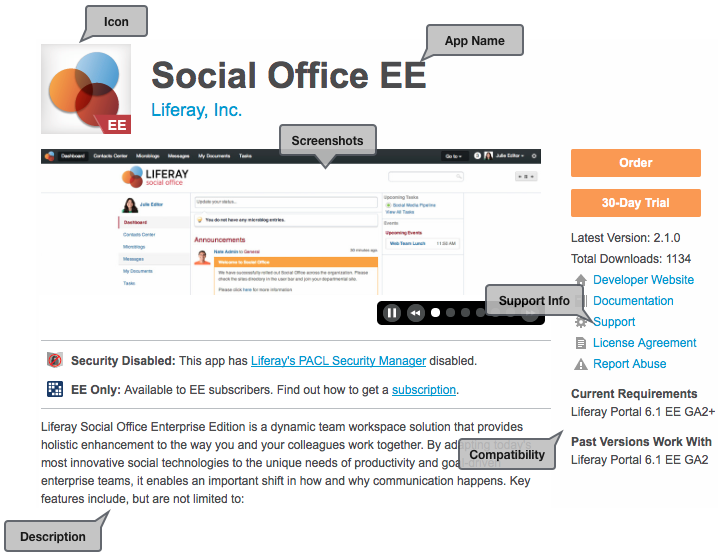 Icon
App Name
EE
Social Office EE
Liferay, Inc.
Screenshots
Dashboard Contacts Center Microblogs Messages My Documents Tasks Go to Julie Editor
LIFERAY
social office
Julie Editor
Dashboard
Contacts Center
Microblogs
Messages
My Documents
Tasks
Update your status...
You do not have any microblog entries.
Announcements
Nate Admin to General
56 minutes ago
Welcome to Social Office
We have successfully rolled out Social Office across the organization. Please
check the sites directory in the user bar and join your departmental site.
Please click here for more information
Upcoming Tasks
Social Media Pipeline
View All Tasks
Events
Upcoming Events
Web Team Lunch 11:30 AM
Order
30-Day Trial
Latest Version: 2.1.0
Total Downloads: 1134
Developer Website
Support Info
Documentation
Support
License Agreement
Report Abuse
Current Requirements
Liferay Portal 6.1 EE GA2+
Past Versions Work With
Liferay Portal 6.1 EE GA2
Security Disabled: This app has Liferay's PACL Security Manager disabled.
EE Only: Available to EE subscribers. Find out how to get a subscription.
Liferay Social Office Enterprise Edition is a dynamic team workspace solution that provides
holistic enhancement to the way you and your colleagues work together. By adapting today's
most innovative social technologies to the unique needs of productivity and goal-driven
enterprise teams, it enables an important shift in how and why communication happens. Key
features include, but are not limited to:
Compatibility
Description